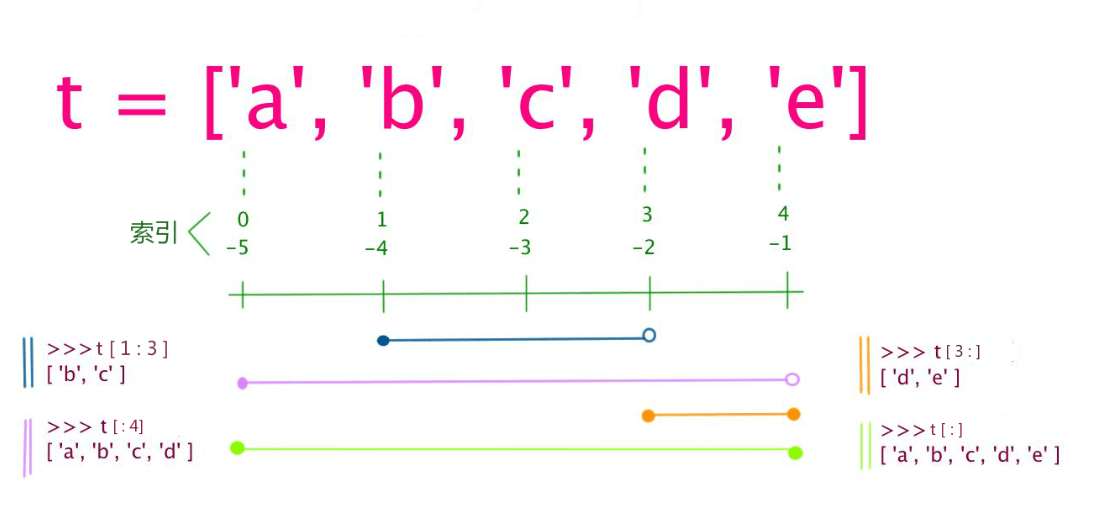 t = ['a', 'b', 'c', 'd', 'e']
索引
0 1 2 3 4
-5 -4 -3 -2 -1
>>>t[1:3]
['b', 'c']
>>> t[:4]
['a', 'b', 'c', 'd']
>>> t[3:]
['d', 'e']
>>>t[:]
['a', 'b', 'c', 'd', 'e']